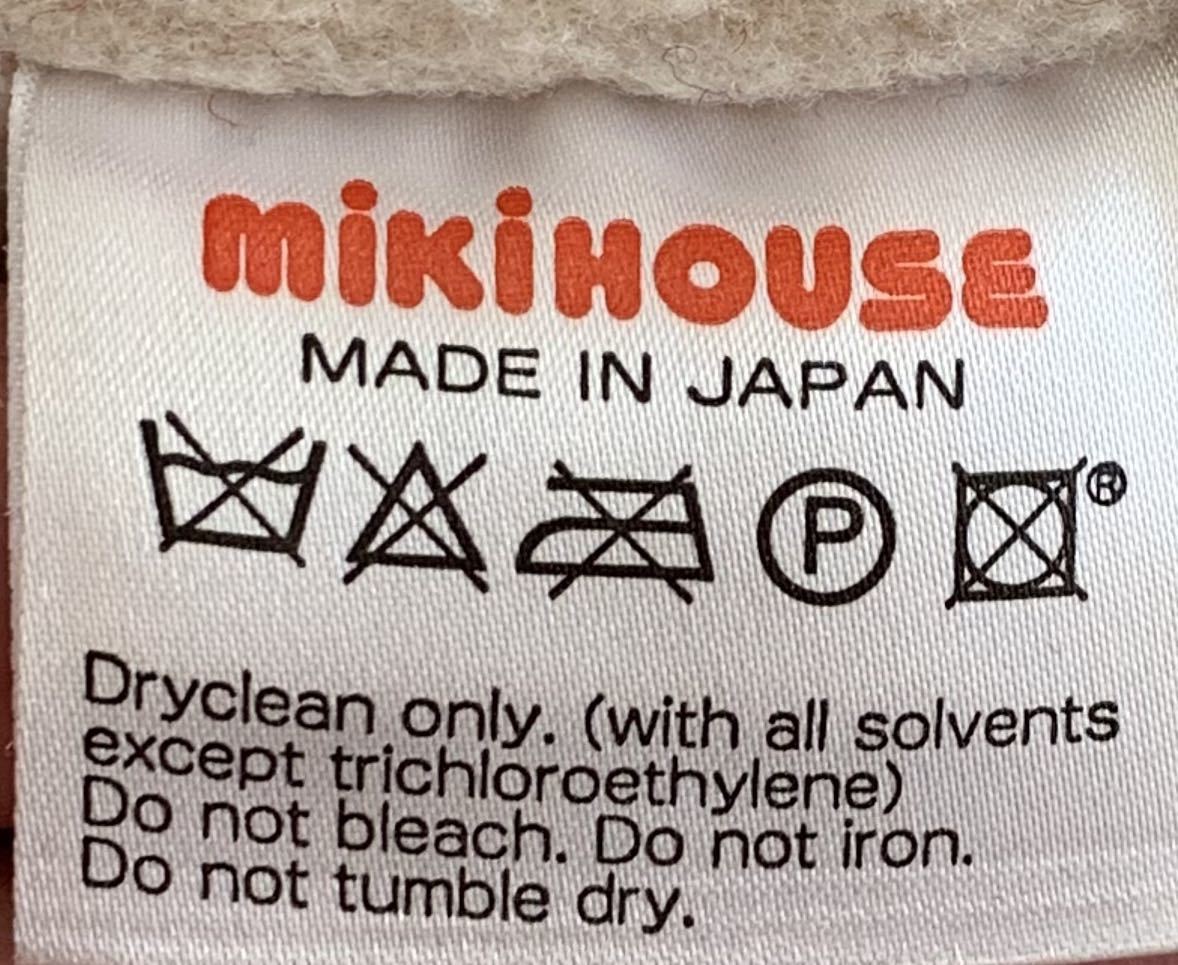 mikiHOUSE
MADE IN JAPAN
P ®
Dryclean only. (with all solvents
except trichloroethylene)
Do not bleach. Do not iron.
Do not tumble dry.